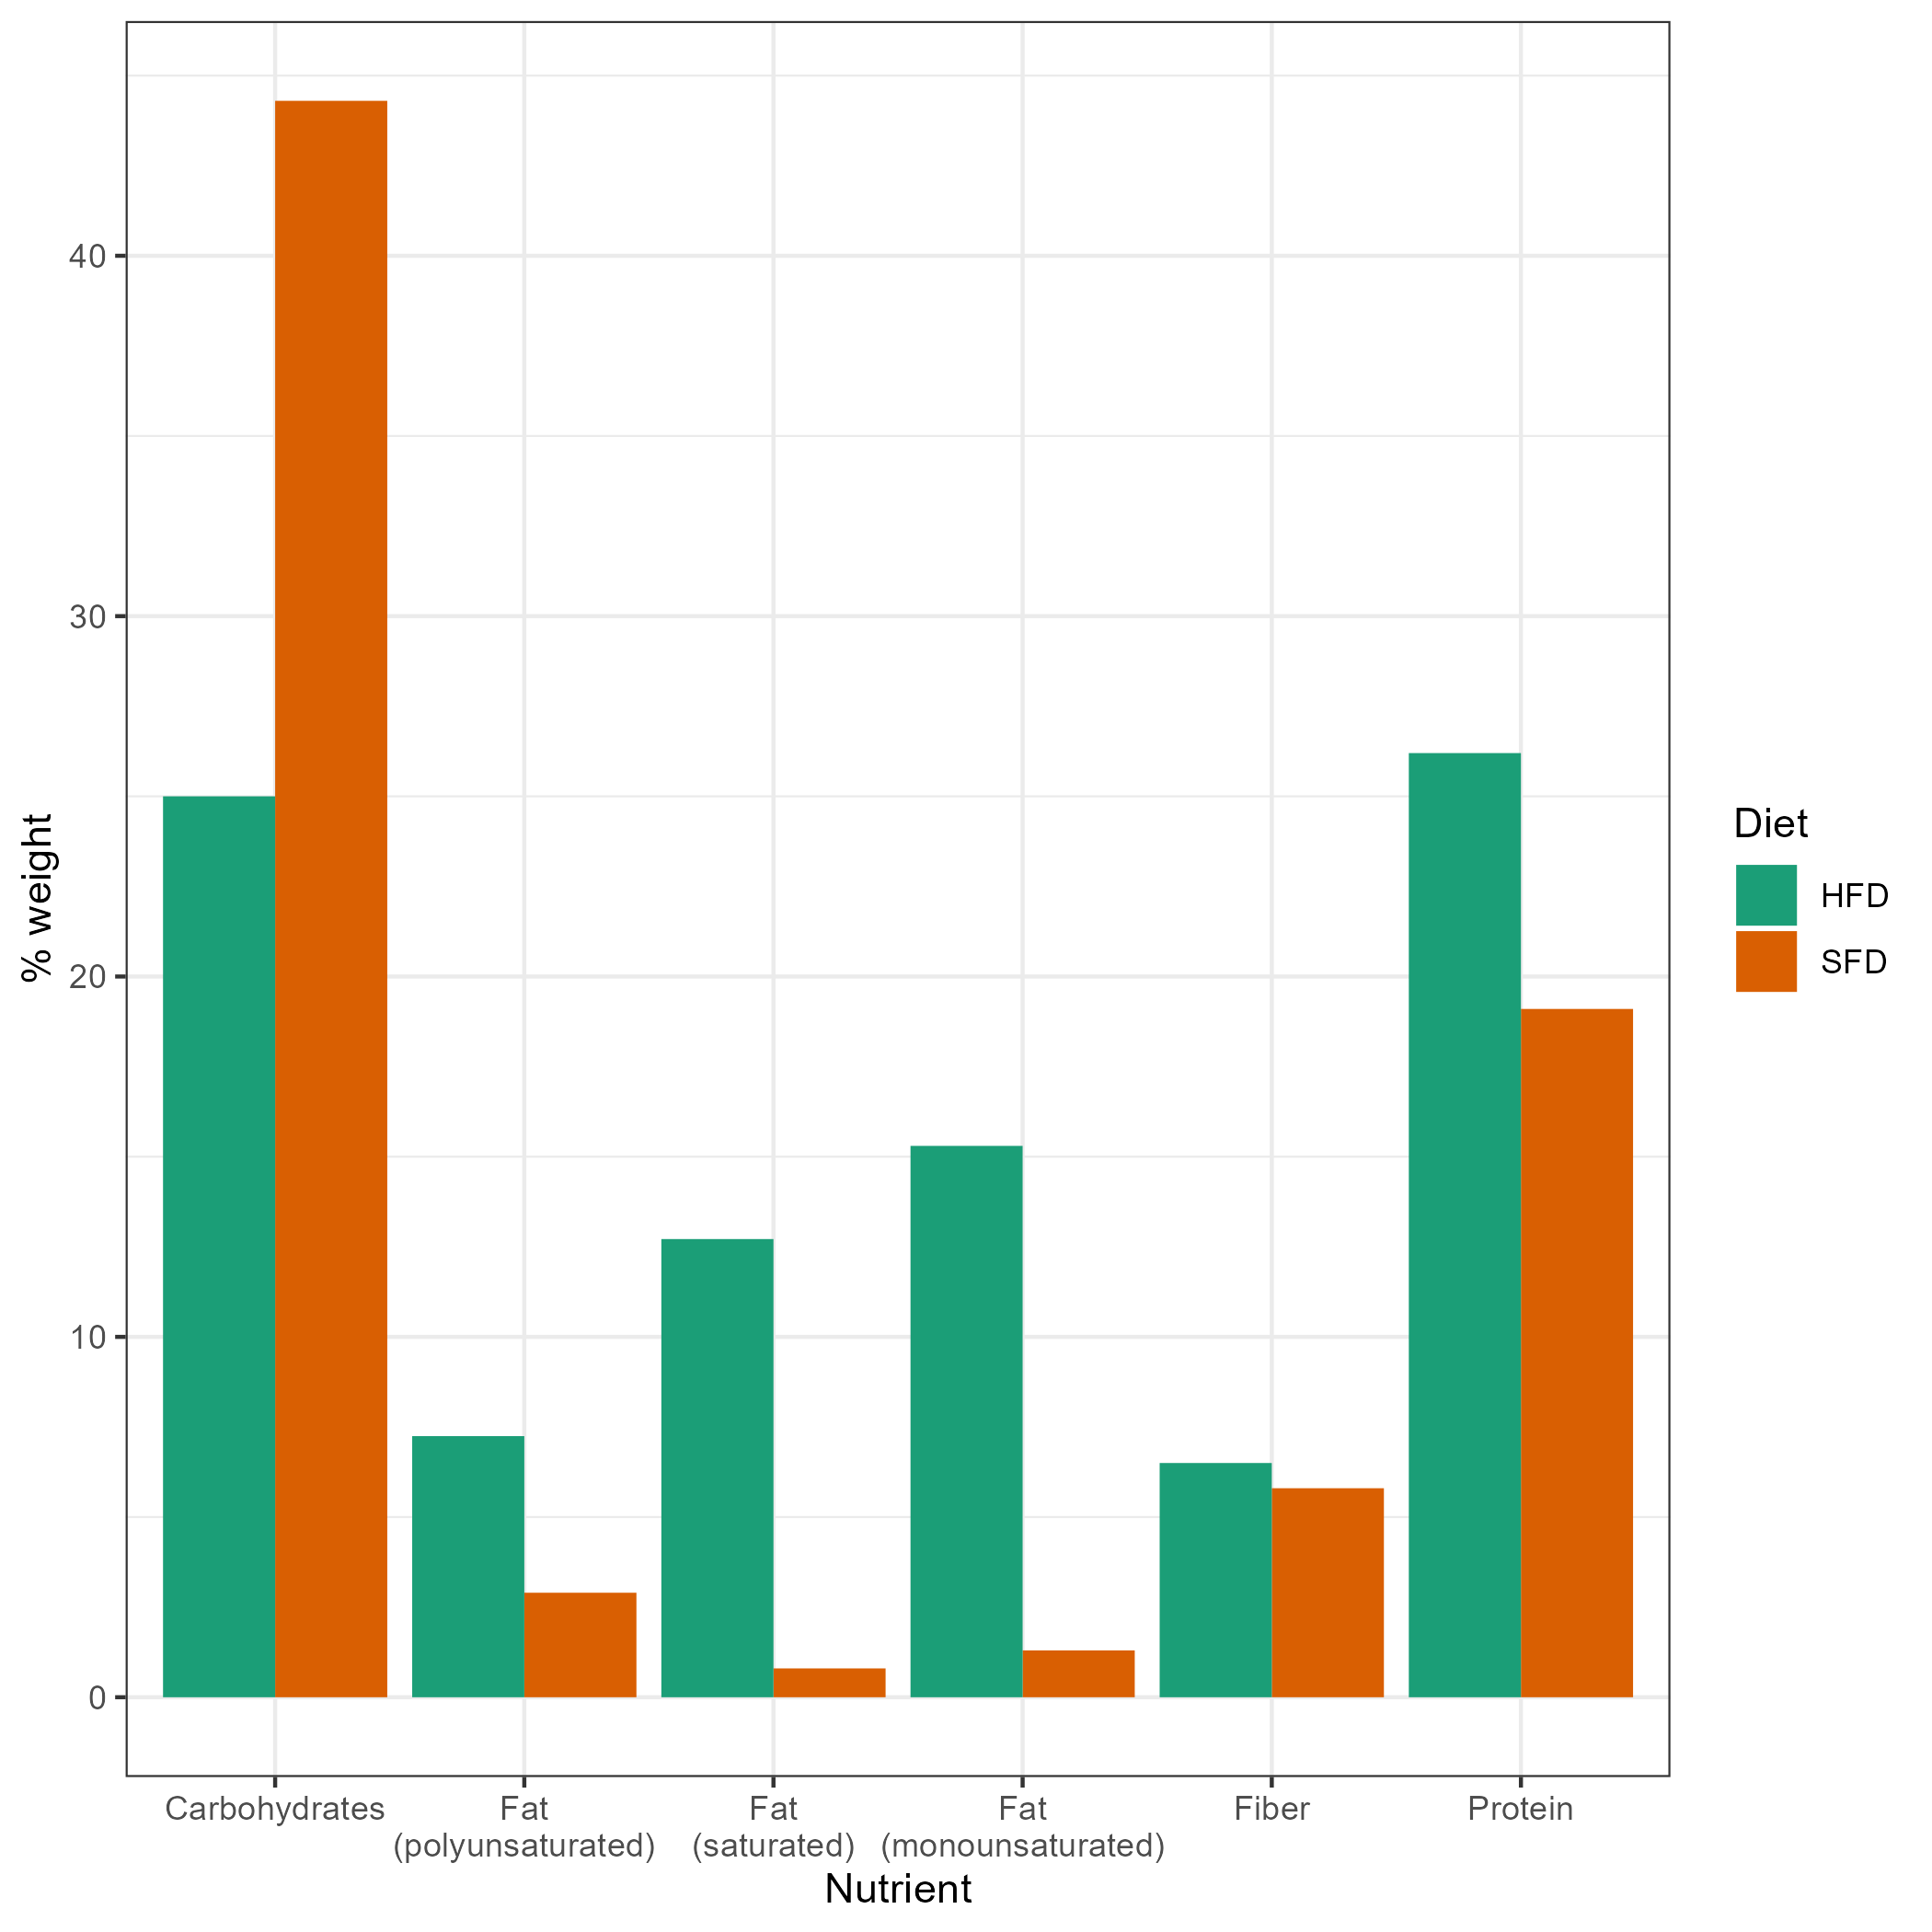 % weight
40
30
20
10
0
Carbohydrates
Fat
(polyunsaturated)
Fat
(saturated)
Fat
(monounsaturated)
Fiber
Protein
Nutrient
Diet
HFD
SFD